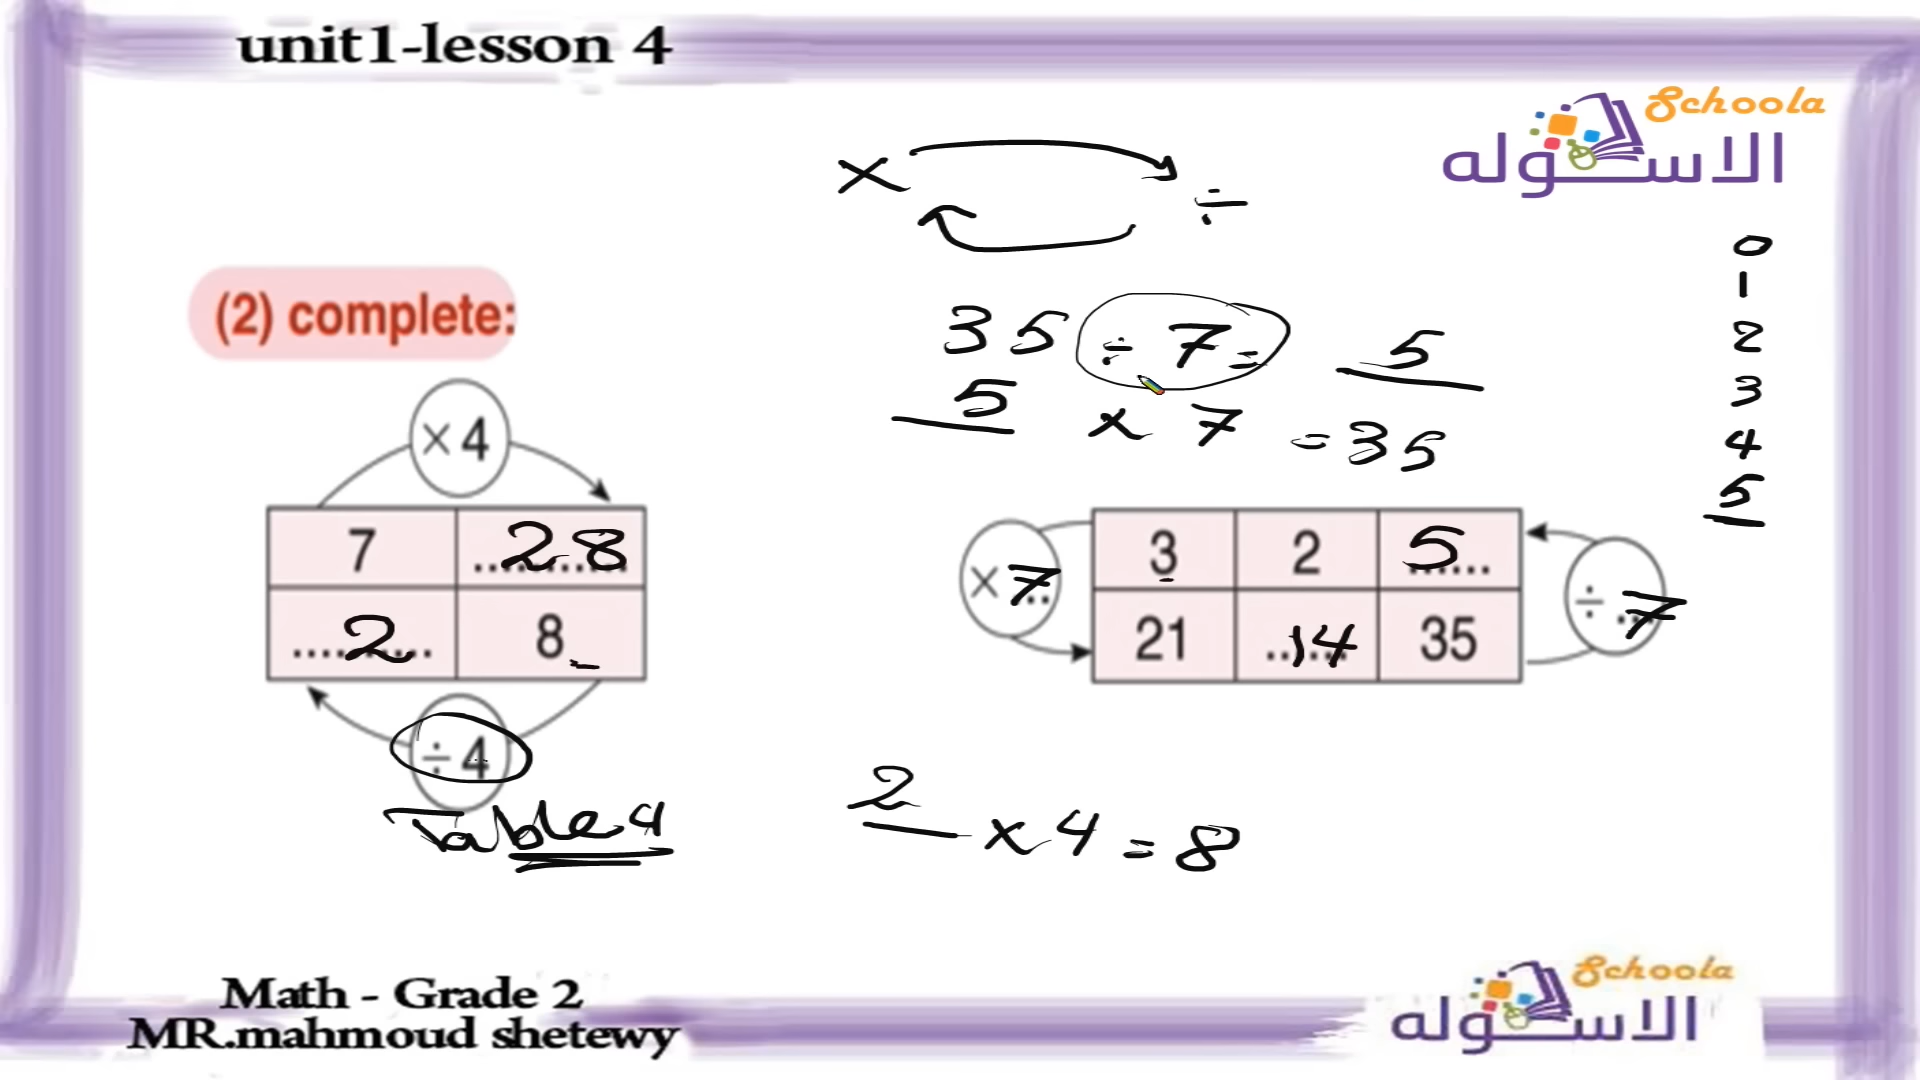 unit1-lesson 4
Schoola
الاسكوله
× ÷
0
1
2
3
4
5
(2) complete:
35 ÷ 7 = 5
5 × 7 = 35
× 4
7 28
2 8
÷ 4
Table 4
× 7
3 2 5
21 14 35
÷ 7
2 × 4 = 8
Math - Grade 2
MR.mahmoud shetewy
Schoola
الاسكوله